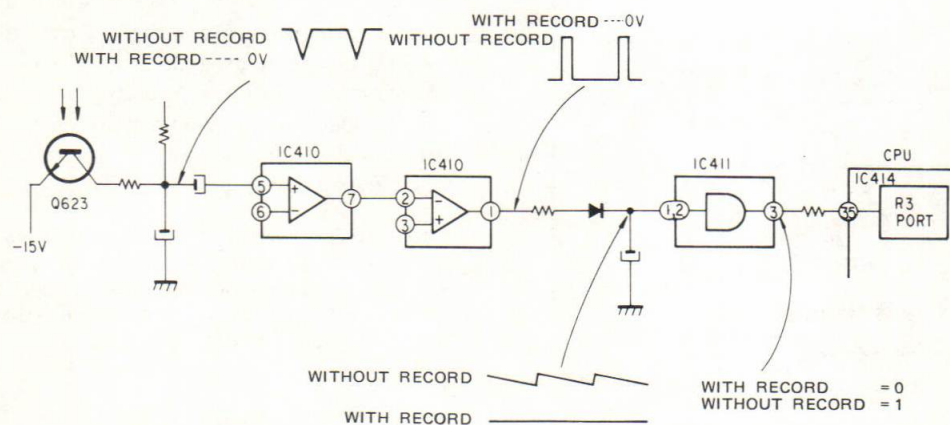 WITH RECORD ---0V
WITHOUT RECORD
WITHOUT RECORD
WITH RECORD ---- 0V
Q623
-15V
IC410
5
6
+
-
7
IC410
2
3
-
+
1
IC411
1,2
3
CPU
IC414
35
R3
PORT
WITHOUT RECORD
WITH RECORD
WITH RECORD =0
WITHOUT RECORD =1